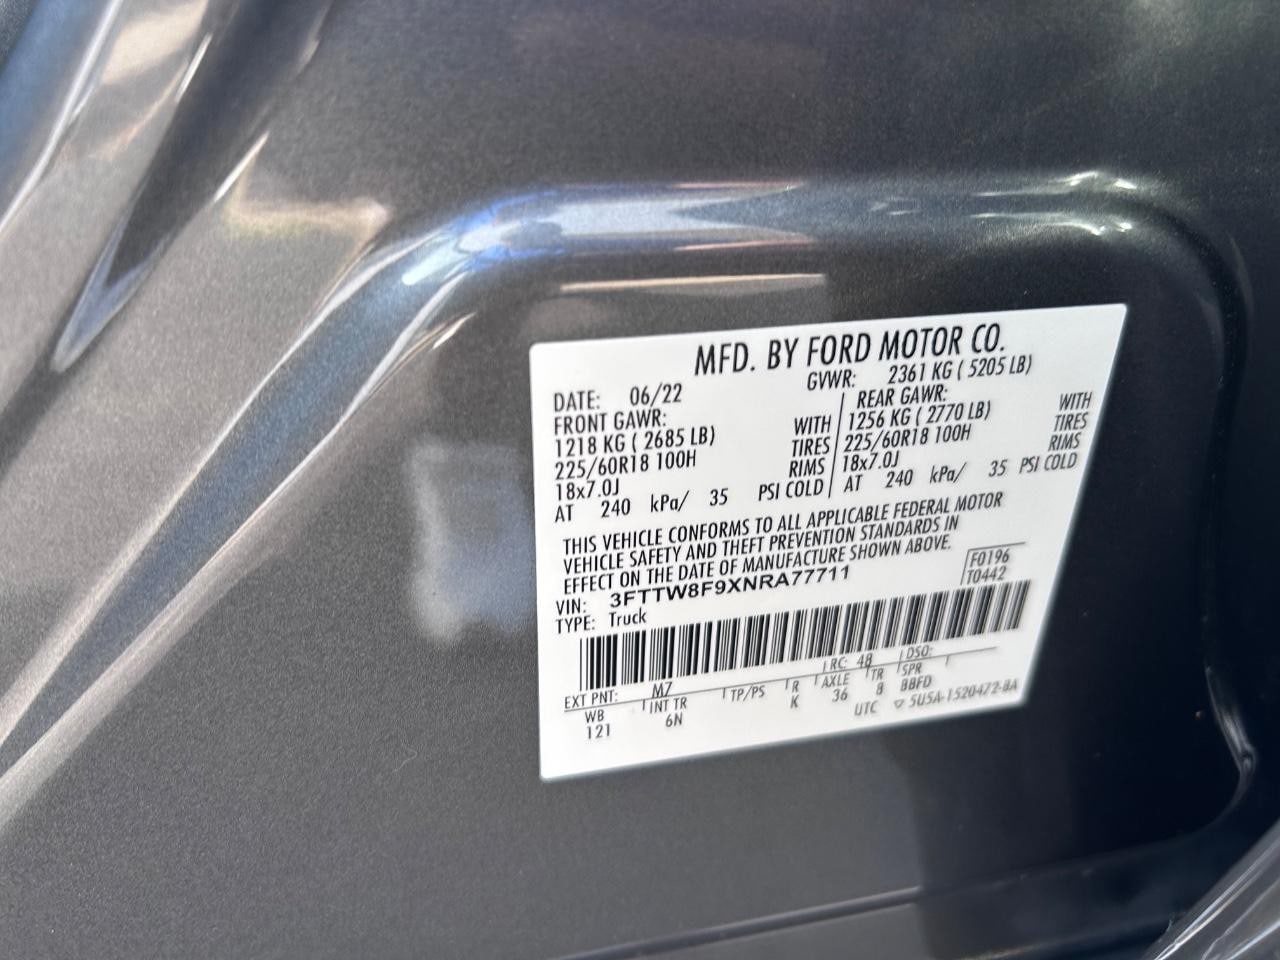 MFD. BY FORD MOTOR CO.
DATE: 06/22 GVWR: 2361 KG ( 5205 LB)
FRONT GAWR: REAR GAWR:
1218 KG ( 2685 LB) WITH 1256 KG ( 2770 LB) WITH
225/60R18 100H TIRES 225/60R18 100H TIRES
18x7.0J RIMS 18x7.0J RIMS
AT 240 kPa/ 35 PSI COLD AT 240 kPa/ 35 PSI COLD
THIS VEHICLE CONFORMS TO ALL APPLICABLE FEDERAL MOTOR
VEHICLE SAFETY AND THEFT PREVENTION STANDARDS IN
EFFECT ON THE DATE OF MANUFACTURE SHOWN ABOVE.
VIN: 3FTTW8F9XNRA77711 F0196
TYPE: Truck T0442
EXT PNT: M7 RC: 48 DSO:
WB INT TR TP/PS R AXLE TR SPR
121 6N K 36 8 BBFD
UTC ▽ 5U5A-1520472-BA